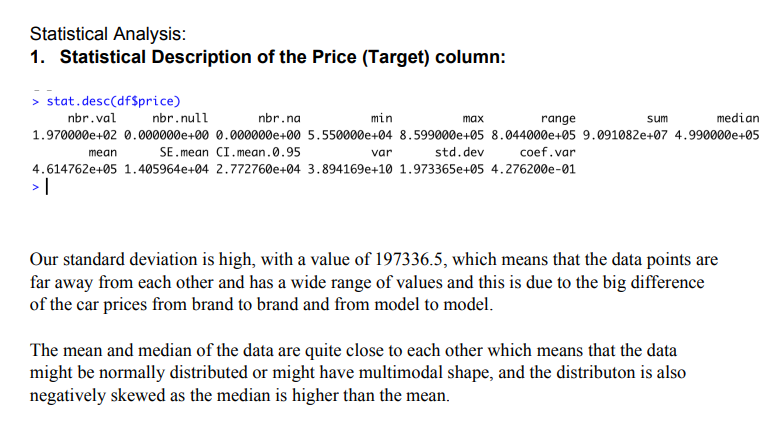 Statistical Analysis:
1. Statistical Description of the Price (Target) column:
> stat.desc(df$price)
nbr.val nbr.null nbr.na min max range sum median
1.970000e+02 0.000000e+00 0.000000e+00 5.550000e+04 8.599000e+05 8.044000e+05 9.091082e+07 4.990000e+05
mean SE.mean CI.mean.0.95 var std.dev coef.var
4.614762e+05 1.405964e+04 2.772760e+04 3.894169e+10 1.973365e+05 4.276200e-01
>
Our standard deviation is high, with a value of 197336.5, which means that the data points are
far away from each other and has a wide range of values and this is due to the big difference
of the car prices from brand to brand and from model to model.
The mean and median of the data are quite close to each other which means that the data
might be normally distributed or might have multimodal shape, and the distributon is also
negatively skewed as the median is higher than the mean.